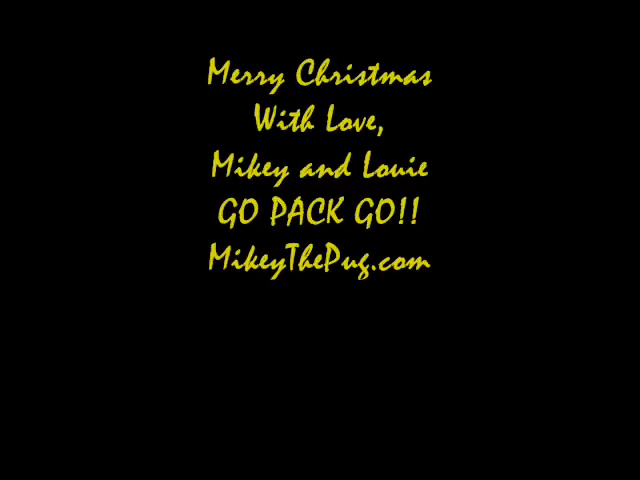 Merry Christmas
With Love,
Mikey and Louie
GO PACK GO!!
MikeyThePug.com